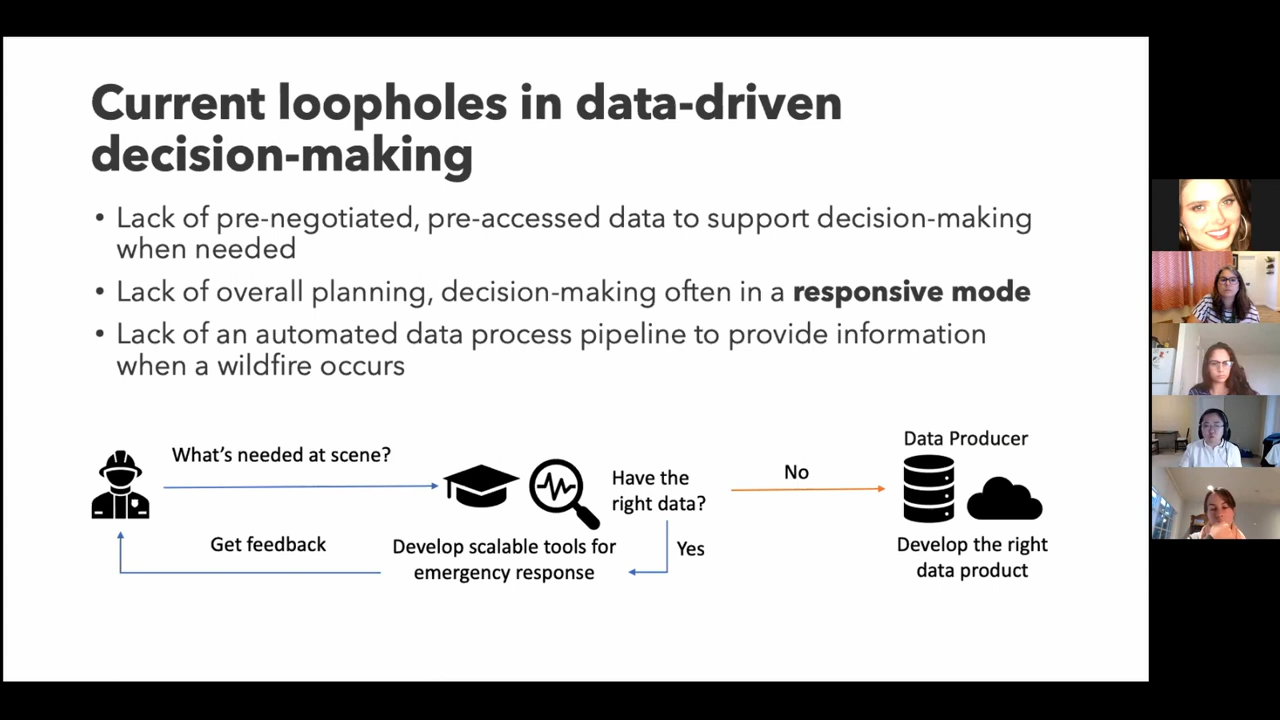 Current loopholes in data-driven
decision-making
• Lack of pre-negotiated, pre-accessed data to support decision-making
when needed
• Lack of overall planning, decision-making often in a responsive mode
• Lack of an automated data process pipeline to provide information
when a wildfire occurs
What's needed at scene?
Have the
right data?
No
Data Producer
Get feedback
Develop scalable tools for
emergency response
Yes
Develop the right
data product